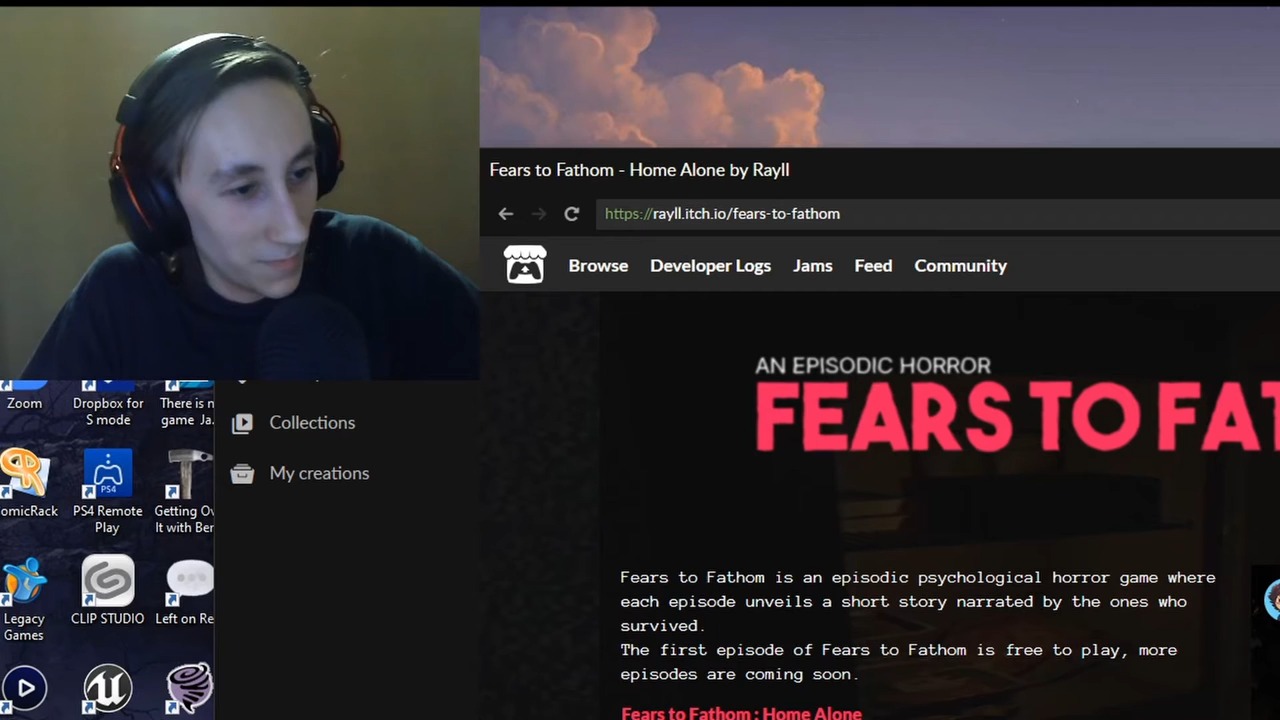 Fears to Fathom - Home Alone by Rayll
https://rayll.itch.io/fears-to-fathom
Browse Developer Logs Jams Feed Community
AN EPISODIC HORROR
FEARS TO FAT
Fears to Fathom is an episodic psychological horror game where
each episode unveils a short story narrated by the ones who
survived.
The first episode of Fears to Fathom is free to play, more
episodes are coming soon.
Fears to Fathom : Home Alone
Collections
My creations
Zoom
Dropbox for
S mode
There is n
game Ja...
omicRack
PS4
PS4 Remote
Play
Getting Ov
It with Ben
Legacy
Games
CLIP STUDIO
Left on Re